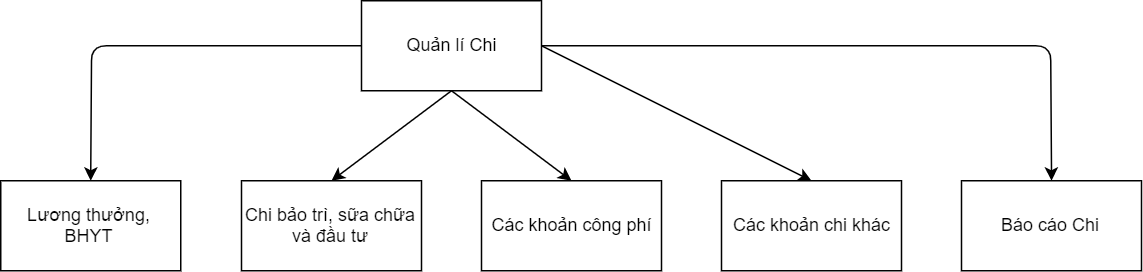 Quản lí Chi
Lương thưởng,
BHYT
Chi bảo trì, sữa chữa
và đầu tư
Các khoản công phí
Các khoản chi khác
Báo cáo Chi